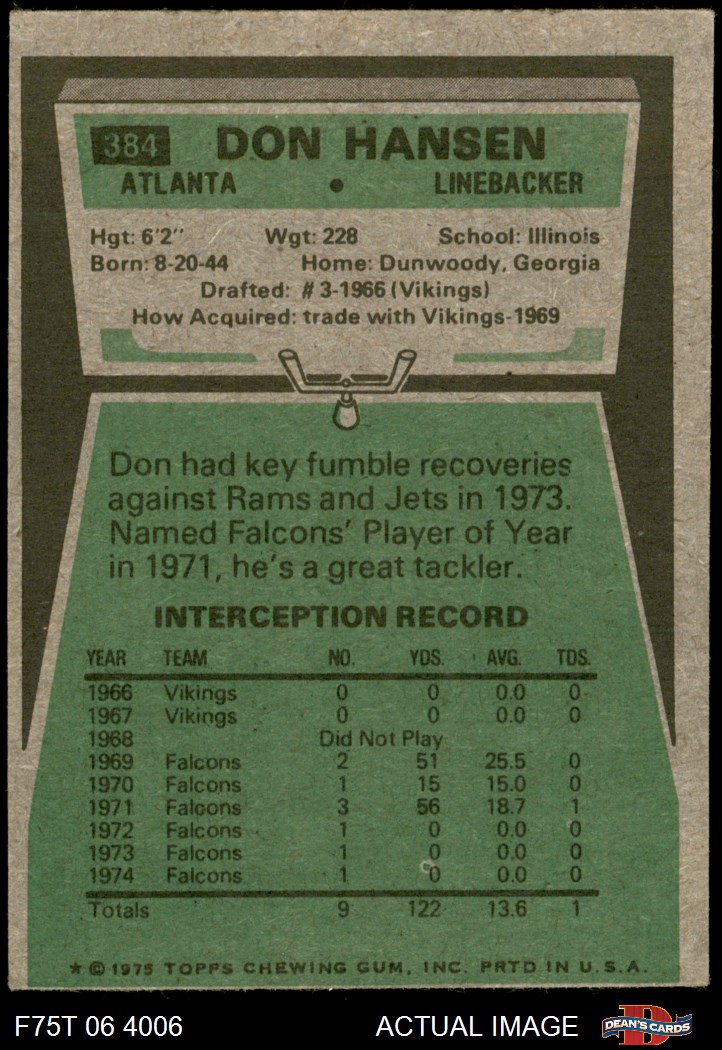 384 DON HANSEN
ATLANTA • LINEBACKER
Hgt: 6'2" Wgt: 228 School: Illinois
Born: 8-20-44 Home: Dunwoody, Georgia
Drafted: #3-1966 (Vikings)
How Acquired: trade with Vikings-1969
Don had key fumble recoveries
against Rams and Jets in 1973.
Named Falcons' Player of Year
in 1971, he's a great tackler.
INTERCEPTION RECORD
YEAR TEAM NO. YDS. AVG. TDS.
1966 Vikings 0 0 0.0 0
1967 Vikings 0 0 0.0 0
1968 Did Not Play
1969 Falcons 2 51 25.5 0
1970 Falcons 1 15 15.0 0
1971 Falcons 3 56 18.7 1
1972 Falcons 1 0 0.0 0
1973 Falcons 1 0 0.0 0
1974 Falcons 1 0 0.0 0
Totals 9 122 13.6 1
* © 1975 TOPPS CHEWING GUM, INC. PRTD IN U.S.A.
F75T 06 4006 ACTUAL IMAGE D DEAN'S CARDS